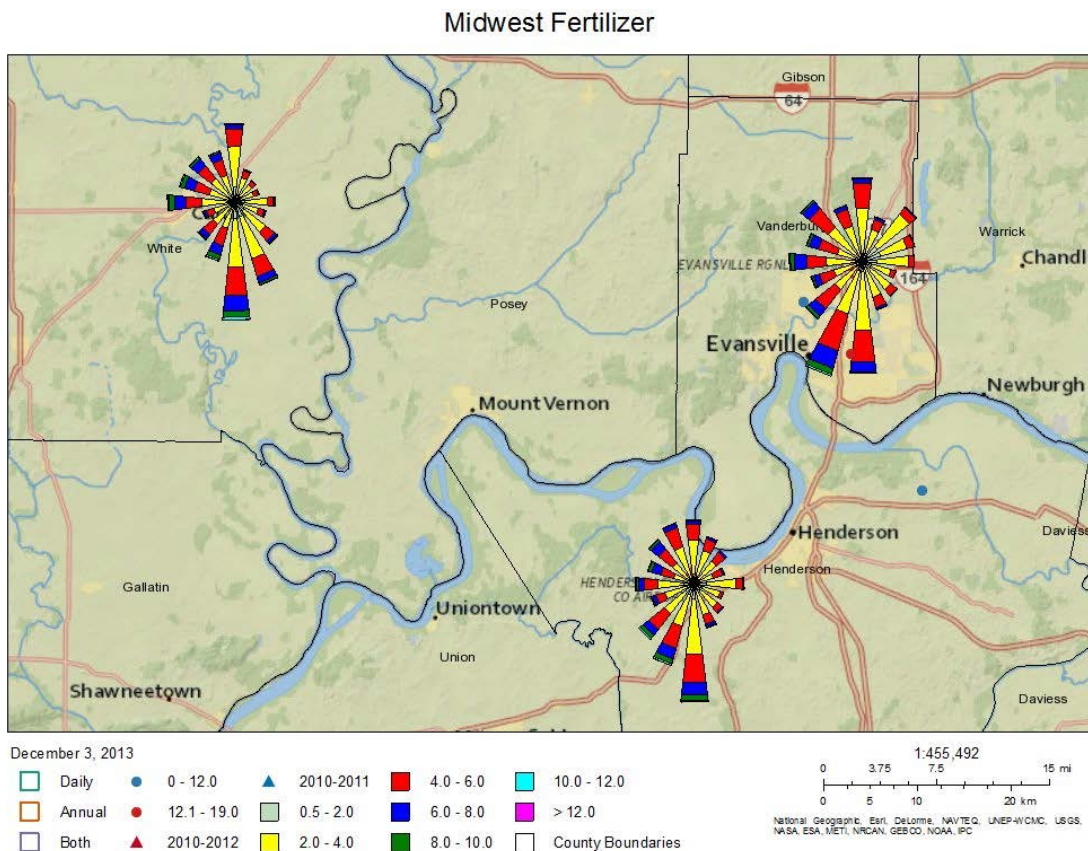 Midwest Fertilizer
Gibson
64
Vanderbur
Warrick
White
EVANSVILLE RGNL
Chandl
164
Posey
Evansville
Newburgh
Mount Vernon
Henderson
Daviess
HENDERS
CO AIR
Henderson
Gallatin
Uniontown
Union
Shawneetown
Daviess
December 3, 2013
1:455,492
Daily 0 - 12.0 2010-2011 4.0 - 6.0 10.0 - 12.0
0 3.75 7.5 15 mi
Annual 12.1 - 19.0 0.5 - 2.0 6.0 - 8.0 > 12.0
0 5 10 20 km
Both 2010-2012 2.0 - 4.0 8.0 - 10.0 County Boundaries
National Geographic, Esri, DeLorme, NAVTEQ, UNEP-WCMC, USGS,
NASA, ESA, METI, NRCAN, GEBCO, NOAA, IPC